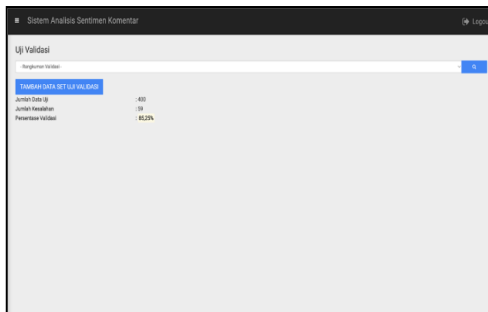 ≡ Sistem Analisis Sentimen Komentar
Logout
Uji Validasi
- Rangkuman Validasi -
TAMBAH DATA SET UJI VALIDASI
Jumlah Data Uji : 400
Jumlah Kesalahan : 59
Persentase Validasi : 85,25%